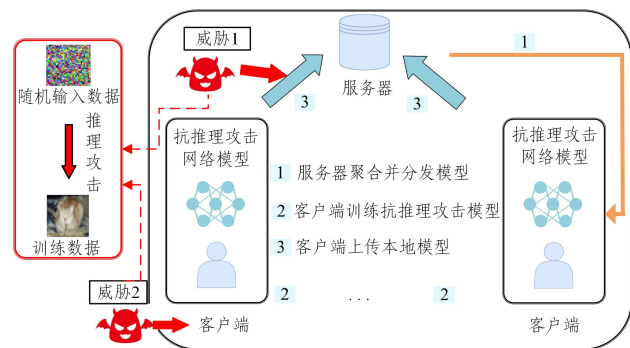 威胁1
1
随机输入数据
服务器
3
3
推理攻击
抗推理攻击
网络模型
抗推理攻击
网络模型
1 服务器聚合并分发模型
2 客户端训练抗推理攻击模型
训练数据
3 客户端上传本地模型
威胁2
2 ... 2
客户端
客户端